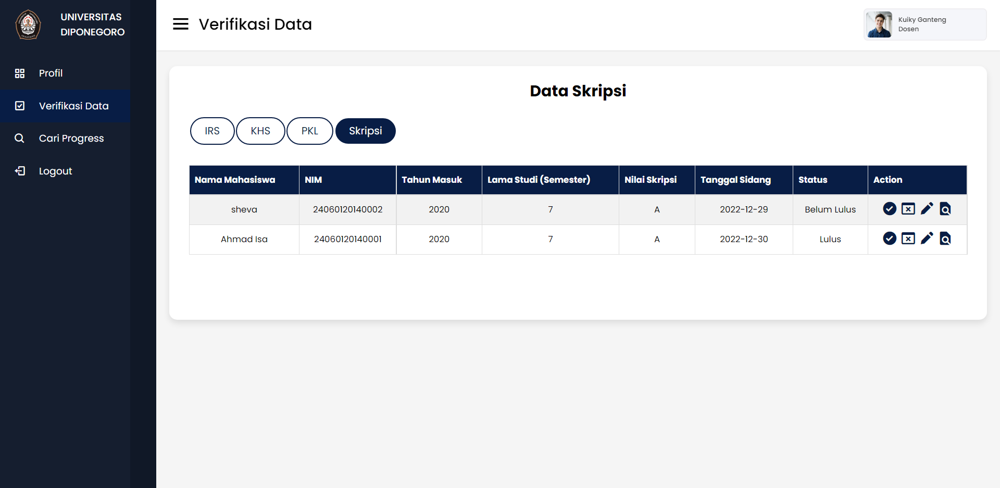 UNIVERSITAS
DIPONEGORO
Profil
Verifikasi Data
Cari Progress
Logout
Verifikasi Data
Kuiky Ganteng
Dosen
Data Skripsi
IRS KHS PKL Skripsi
Nama Mahasiswa NIM Tahun Masuk Lama Studi (Semester) Nilai Skripsi Tanggal Sidang Status Action
sheva 24060120140002 2020 7 A 2022-12-29 Belum Lulus
Ahmad Isa 24060120140001 2020 7 A 2022-12-30 Lulus